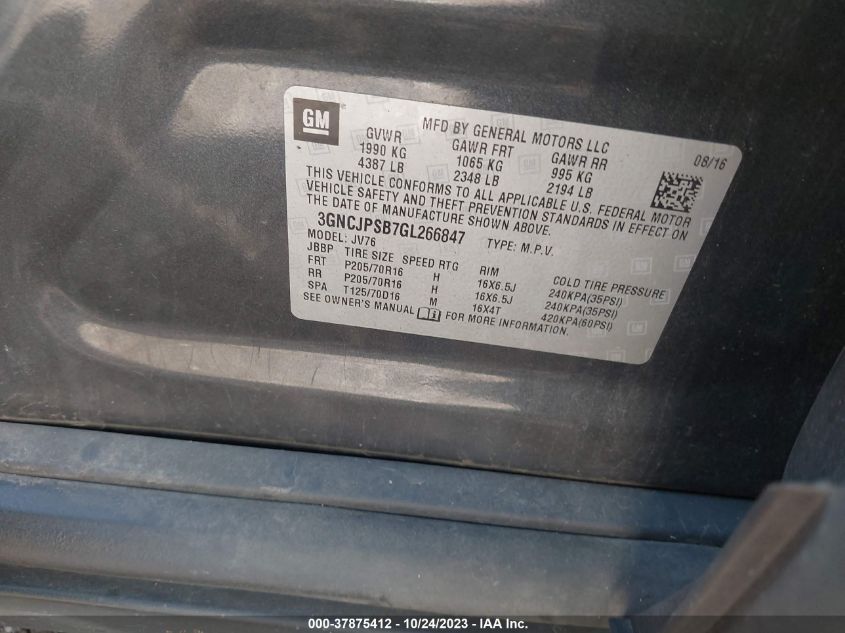 GM
MFD BY GENERAL MOTORS LLC
08/16
GVWR GAWR FRT GAWR RR
1990 KG 1065 KG 995 KG
4387 LB 2348 LB 2194 LB
THIS VEHICLE CONFORMS TO ALL APPLICABLE U.S. FEDERAL MOTOR
VEHICLE SAFETY AND THEFT PREVENTION STANDARDS IN EFFECT ON
THE DATE OF MANUFACTURE SHOWN ABOVE.
3GNCJPSB7GL266847 TYPE: M.P.V.
MODEL: JV76
JBBP TIRE SIZE SPEED RTG RIM COLD TIRE PRESSURE
FRT P205/70R16 H 16X6.5J 240KPA(35PSI)
RR P205/70R16 H 16X6.5J 240KPA(35PSI)
SPA T125/70D16 M 16X4T 420KPA(60PSI)
SEE OWNER'S MANUAL FOR MORE INFORMATION.
000-37875412 - 10/24/2023 - IAA Inc.